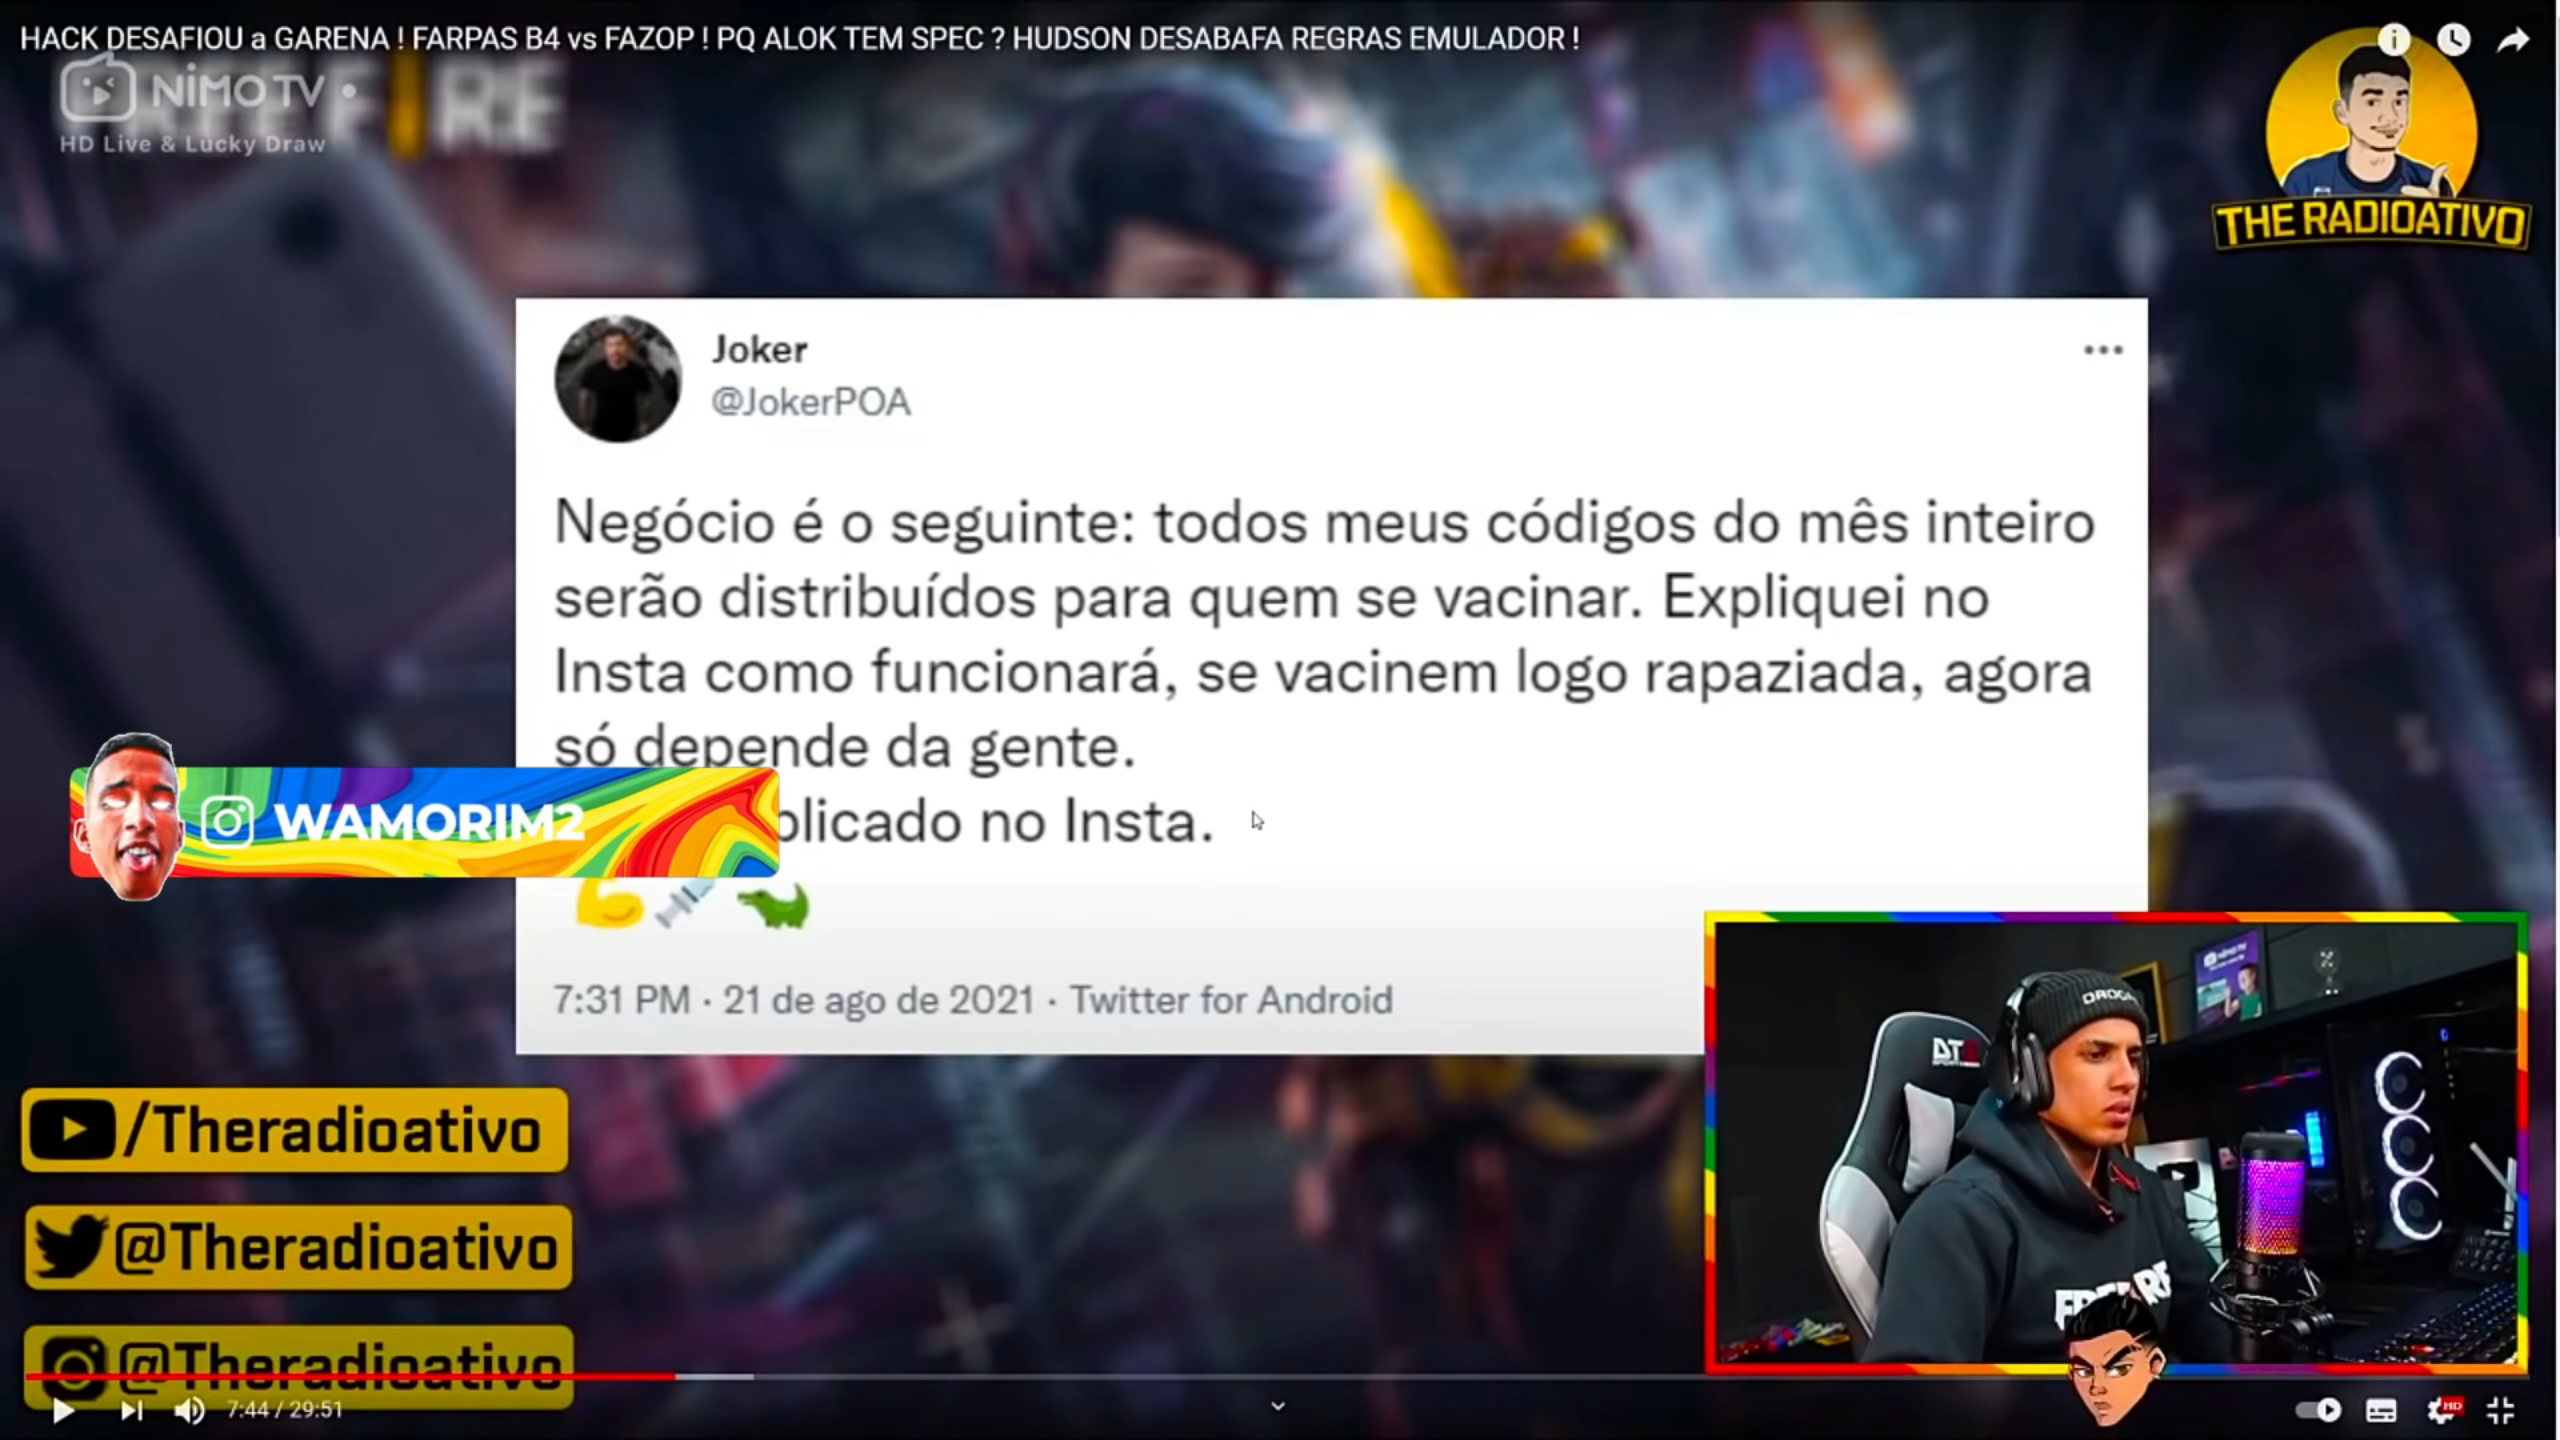 HACK DESAFIOU a GARENA ! FARPAS B4 vs FAZOP ! PQ ALOK TEM SPEC ? HUDSON DESABAFA REGRAS EMULADOR !
NIMO TV
HD Live & Lucky Draw
THE RADIOATIVO
Joker
@JokerPOA
Negócio é o seguinte: todos meus códigos do mês inteiro
serão distribuídos para quem se vacinar. Expliquei no
Insta como funcionará, se vacinem logo rapaziada, agora
só depende da gente.
plicado no Insta.
WAMORIM2
7:31 PM · 21 de ago de 2021 · Twitter for Android
/Theradioativo
@Theradioativo
@Theradioativo
7:44 / 29:51
HD